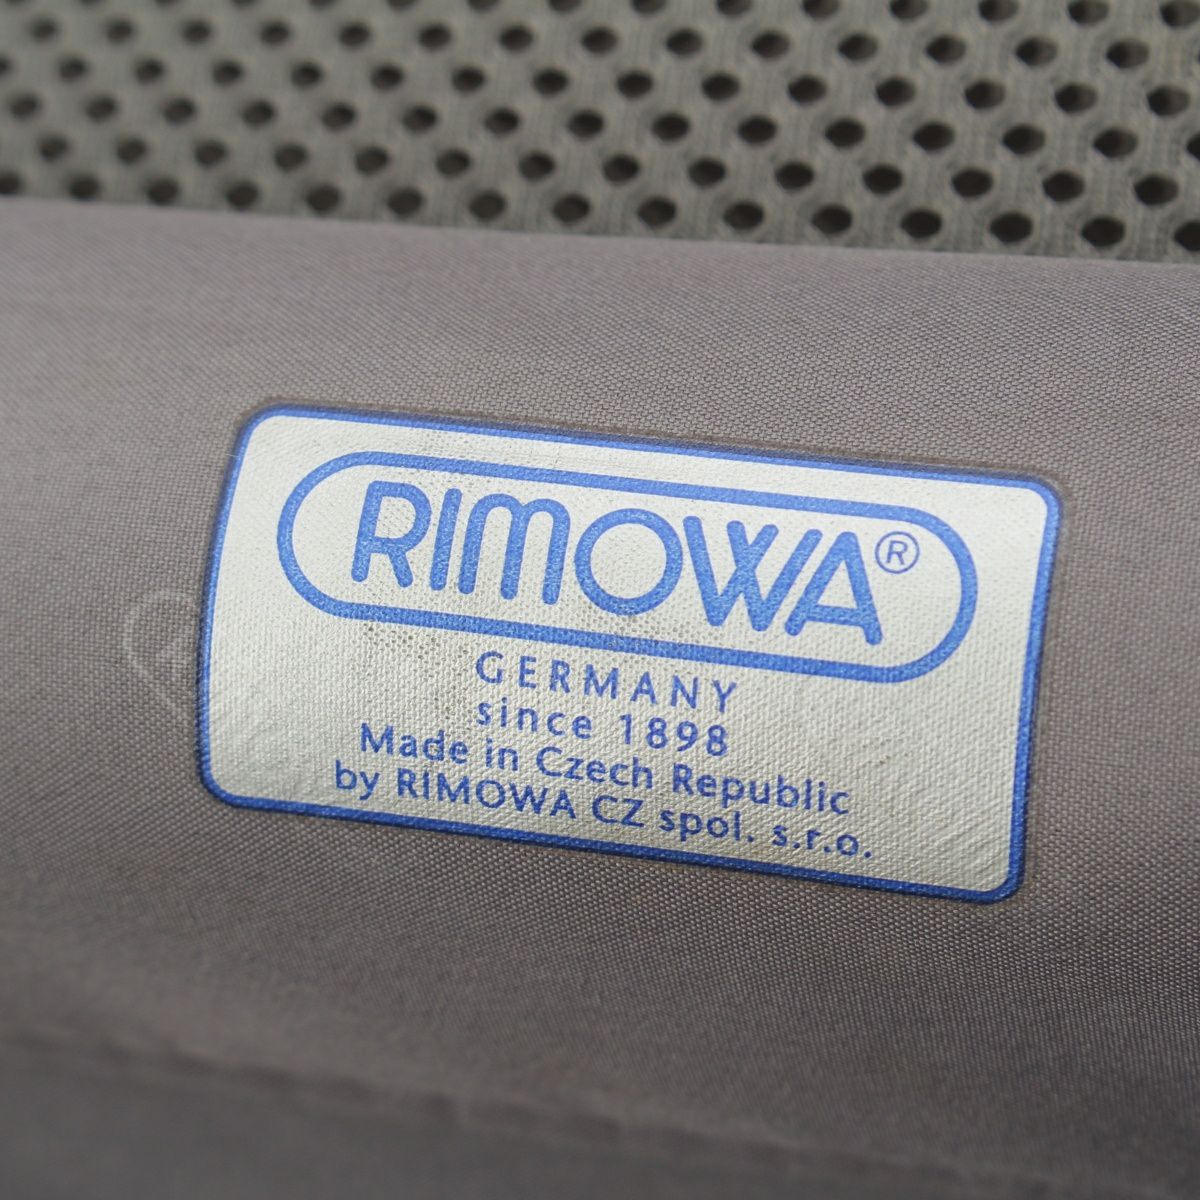 RIMOWA®
GERMANY
since 1898
Made in Czech Republic
by RIMOWA CZ spol. s.r.o.